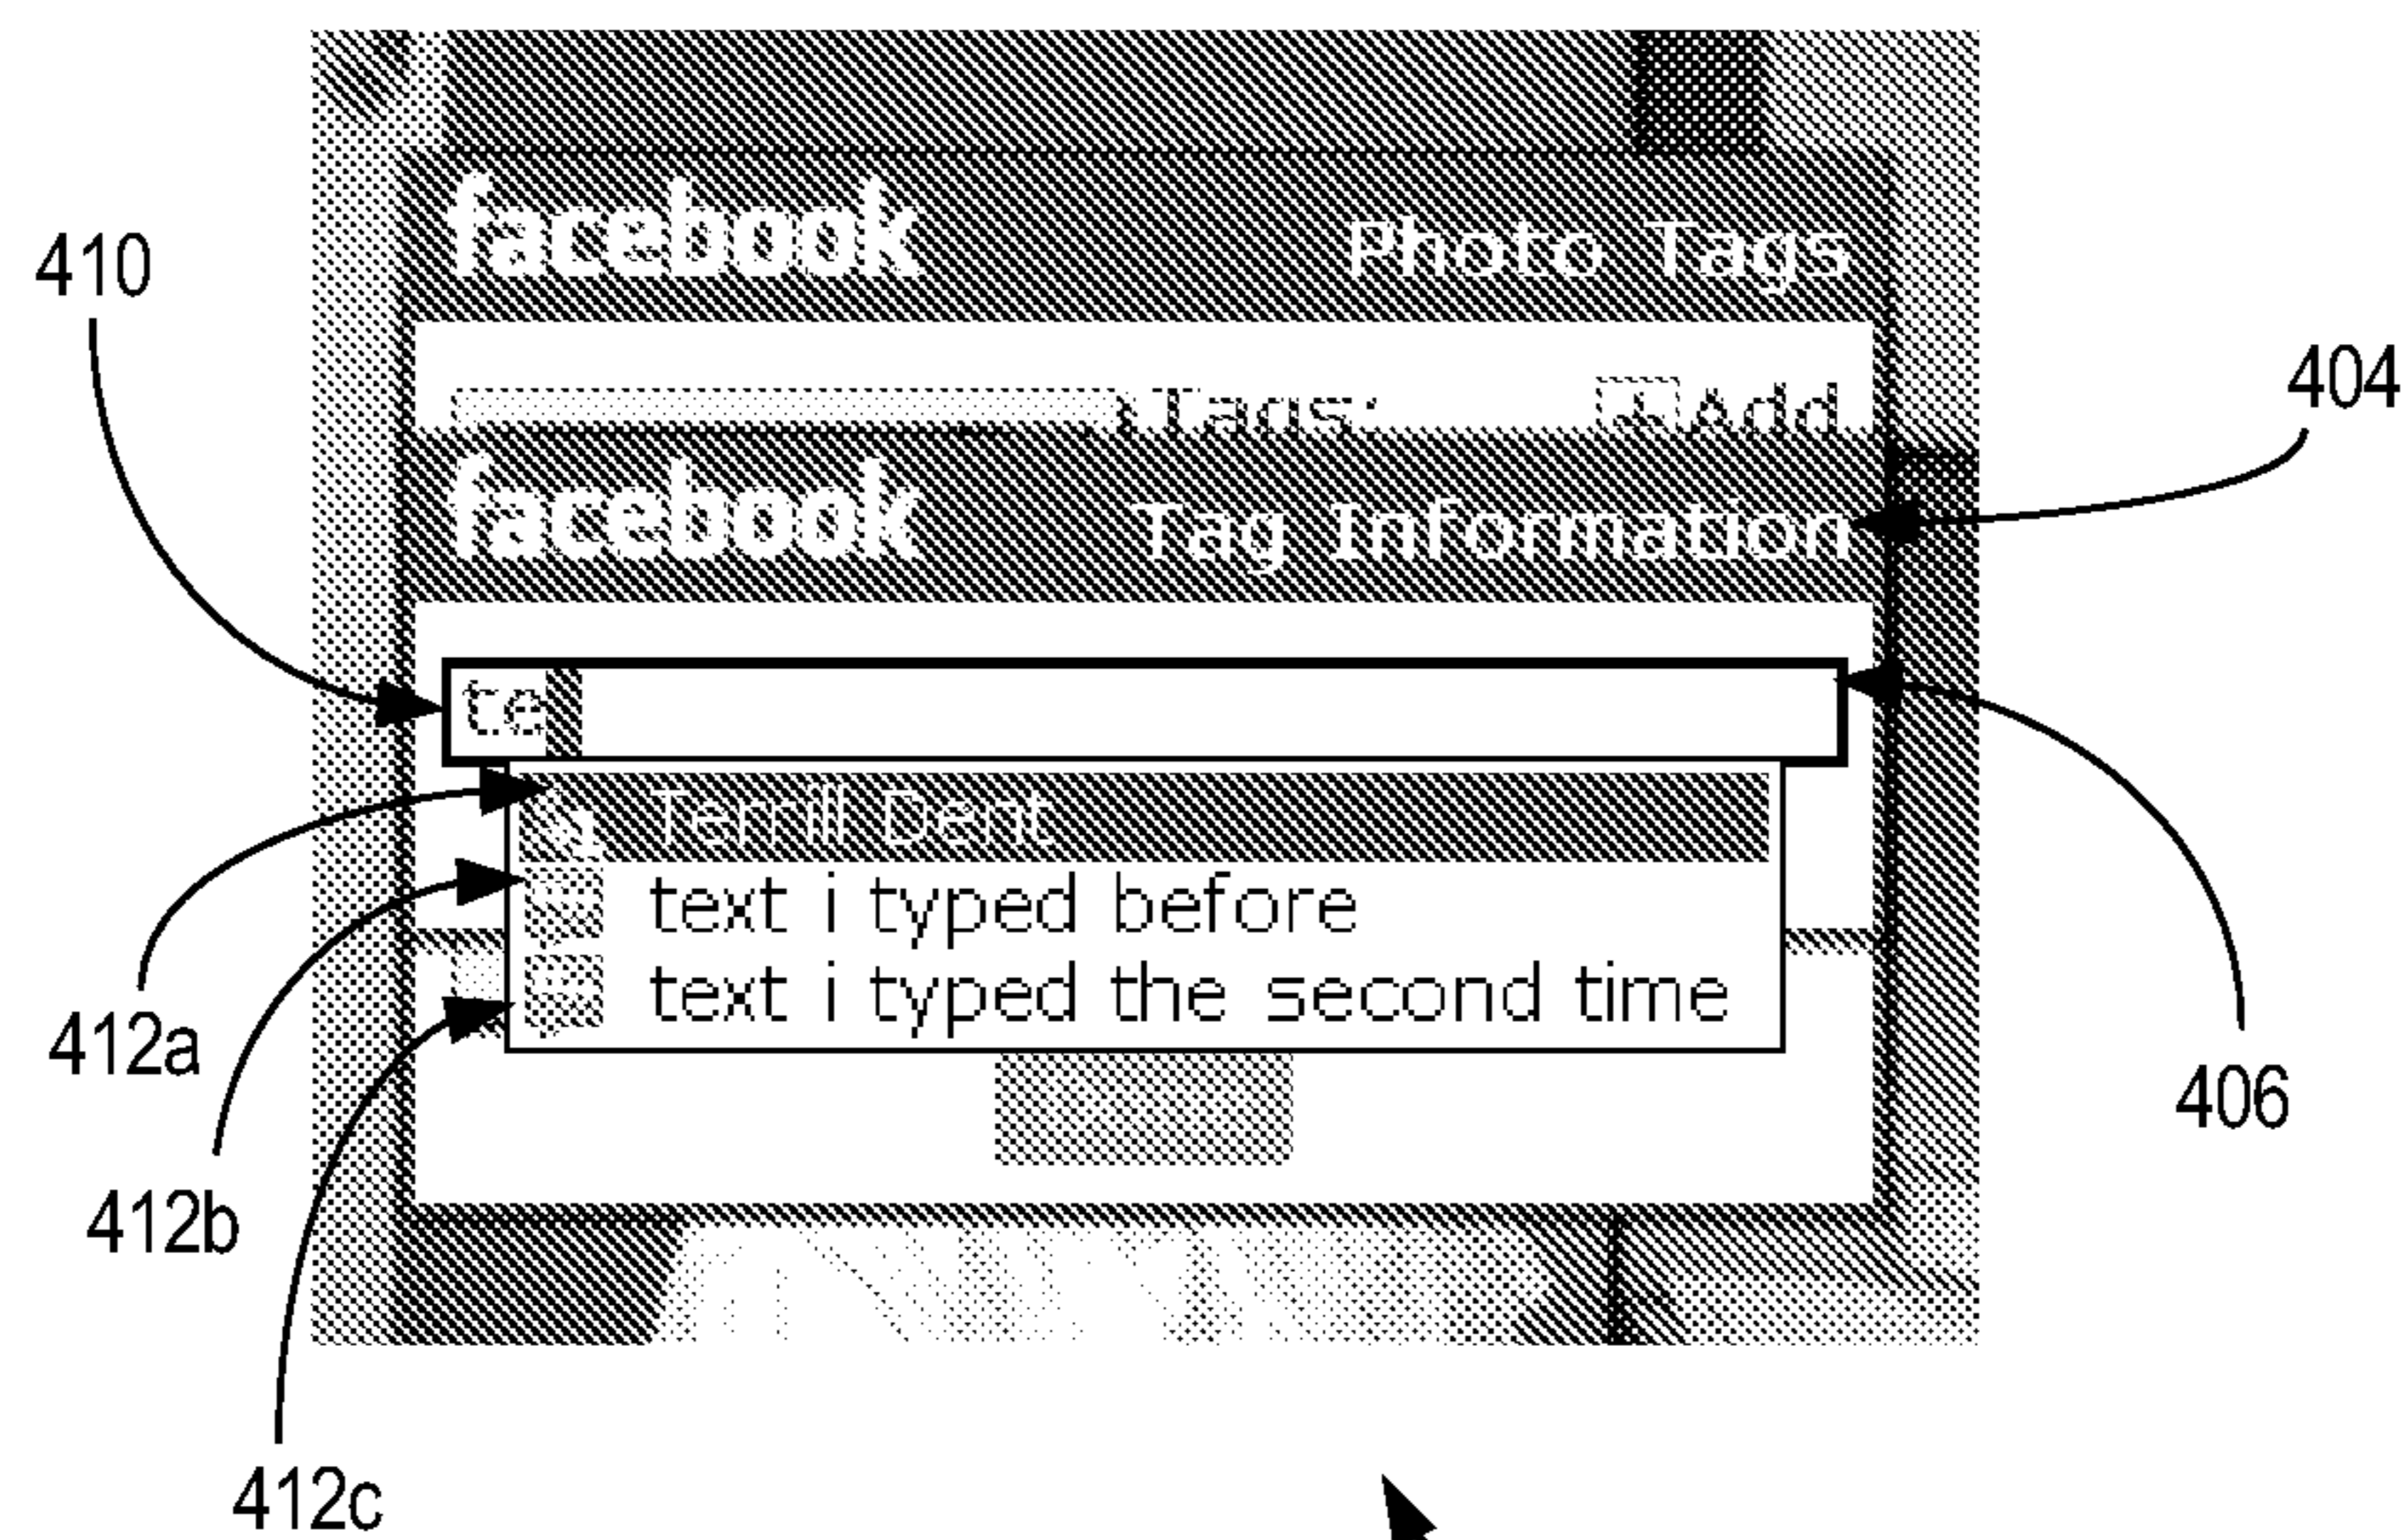 facebook Photo Tags
410
404
Tags: + Add
facebook Tag Information
te
Terrill Dent
text i typed before
text i typed the second time
412a
406
412b
412c